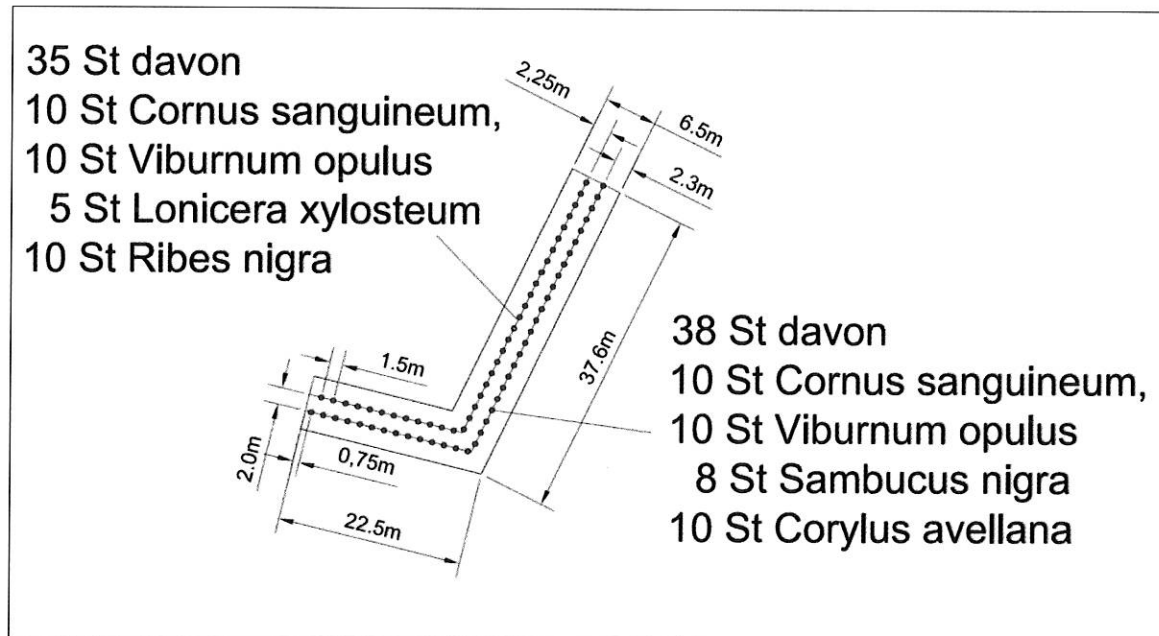 35 St davon
10 St Cornus sanguineum,
10 St Viburnum opulus
5 St Lonicera xylosteum
10 St Ribes nigra
2,25m
6.5m
2.3m
37.6m
1.5m
2.0m
0,75m
22.5m
38 St davon
10 St Cornus sanguineum,
10 St Viburnum opulus
8 St Sambucus nigra
10 St Corylus avellana